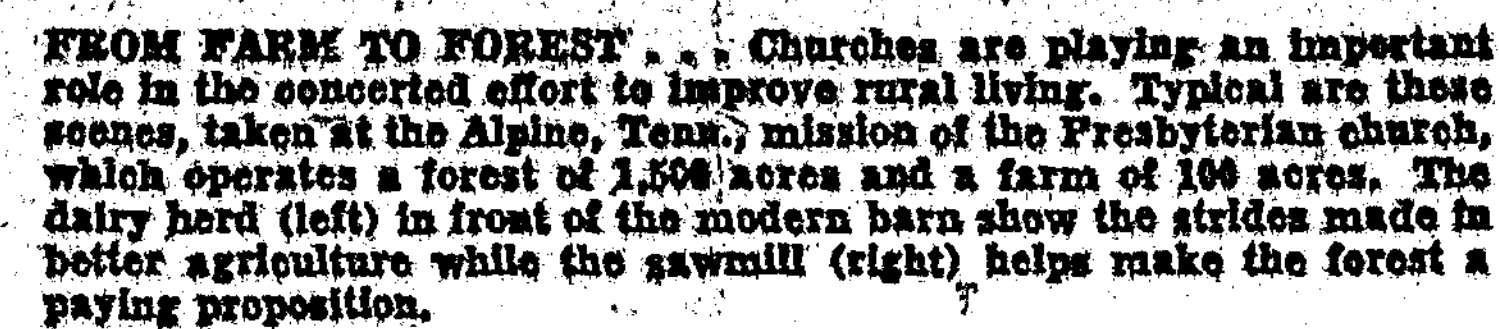 FROM FARM TO FOREST . . . Churches are playing an important
role in the concerted effort to improve rural living. Typical are these
scenes, taken at the Alpine, Tenn., mission of the Presbyterian church,
which operates a forest of 1,500 acres and a farm of 100 acres. The
dairy herd (left) in front of the modern barn show the strides made in
better agriculture while the sawmill (right) helps make the forest a
paying proposition.